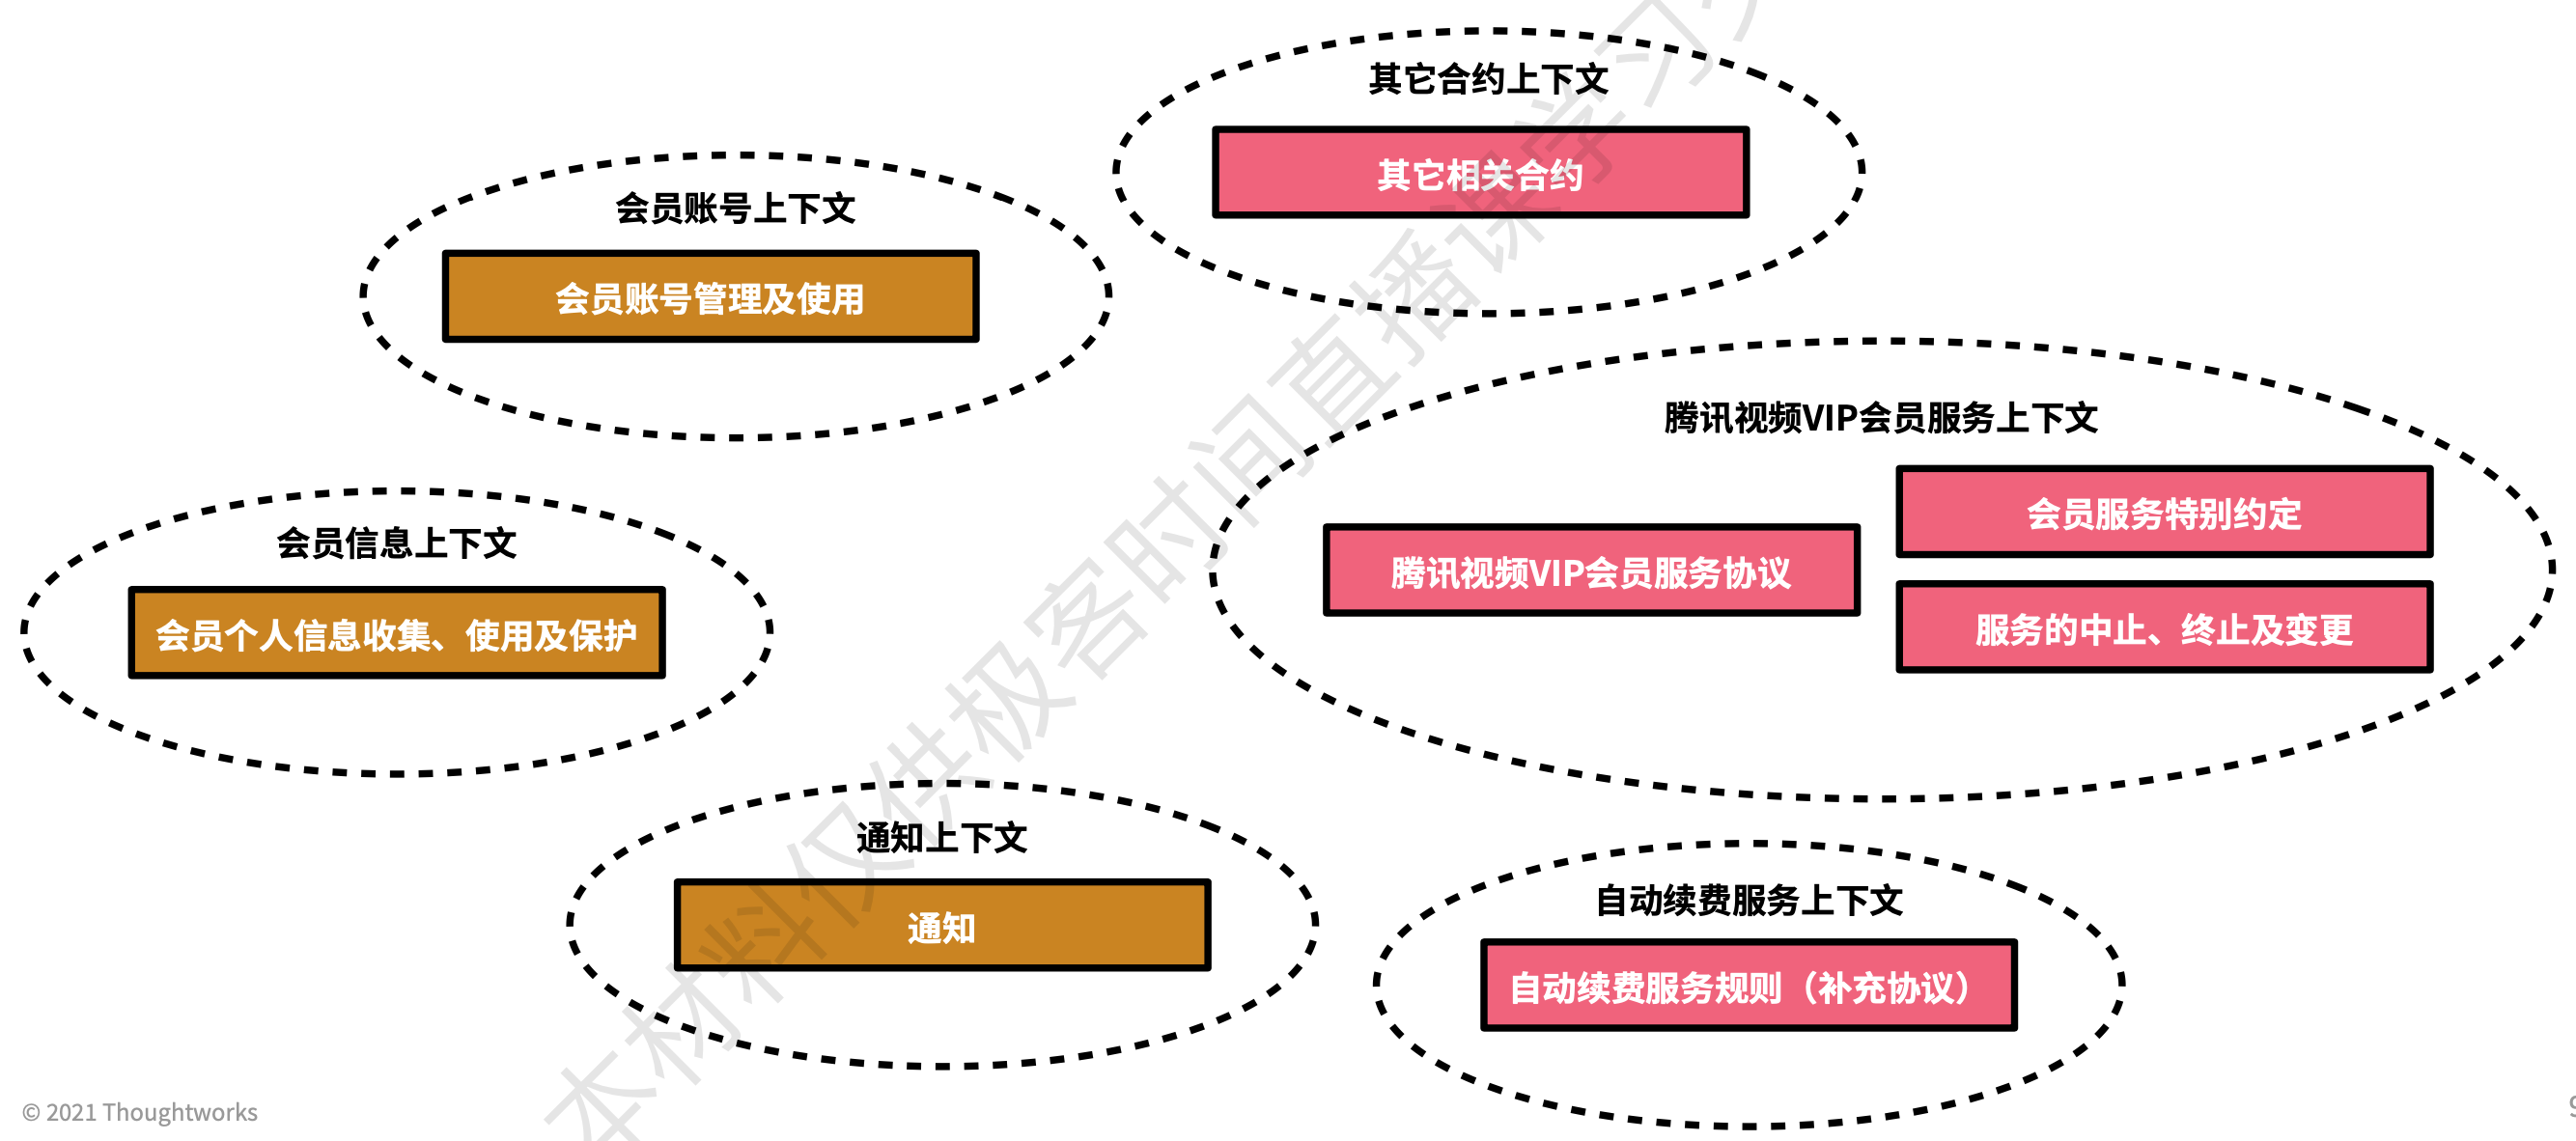 其它合约上下文
其它相关合约
会员账号上下文
会员账号管理及使用
腾讯视频VIP会员服务上下文
会员服务特别约定
腾讯视频VIP会员服务协议
服务的中止、终止及变更
会员信息上下文
会员个人信息收集、使用及保护
通知上下文
通知
自动续费服务上下文
自动续费服务规则（补充协议）
本材料仅供极客时间直播课学习
© 2021 Thoughtworks